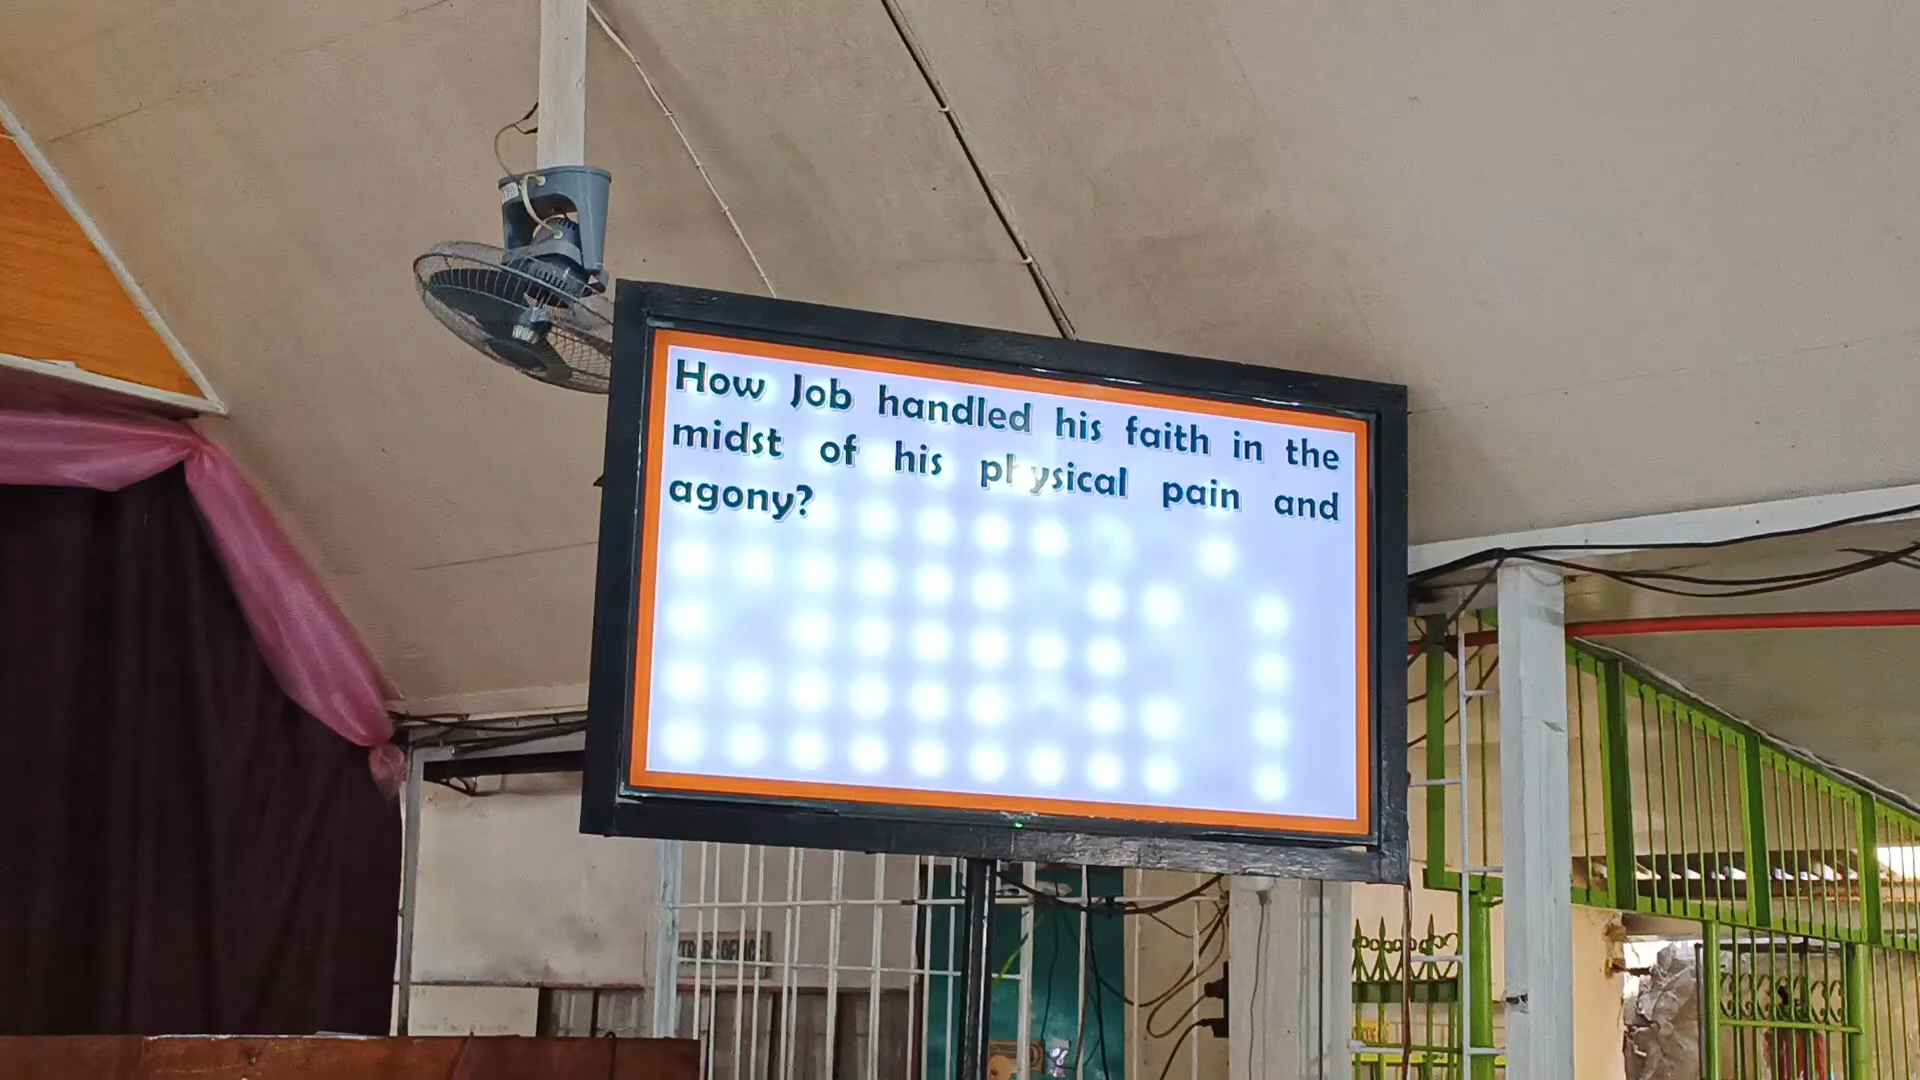 How Job handled his faith in the
midst of his physical pain and
agony?